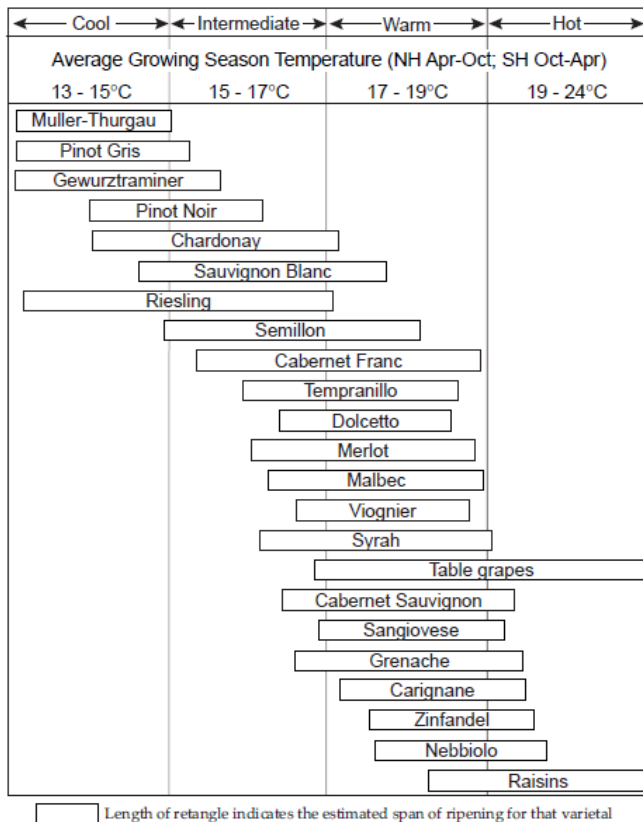 Cool Intermediate Warm Hot
Average Growing Season Temperature (NH Apr-Oct; SH Oct-Apr)
13 - 15°C 15 - 17°C 17 - 19°C 19 - 24°C
Muller-Thurgau
Pinot Gris
Gewurztraminer
Pinot Noir
Chardonay
Sauvignon Blanc
Riesling
Semillon
Cabernet Franc
Tempranillo
Dolcetto
Merlot
Malbec
Viognier
Syrah
Table grapes
Cabernet Sauvignon
Sangiovese
Grenache
Carignane
Zinfandel
Nebbiolo
Raisins
Length of retangle indicates the estimated span of ripening for that varietal